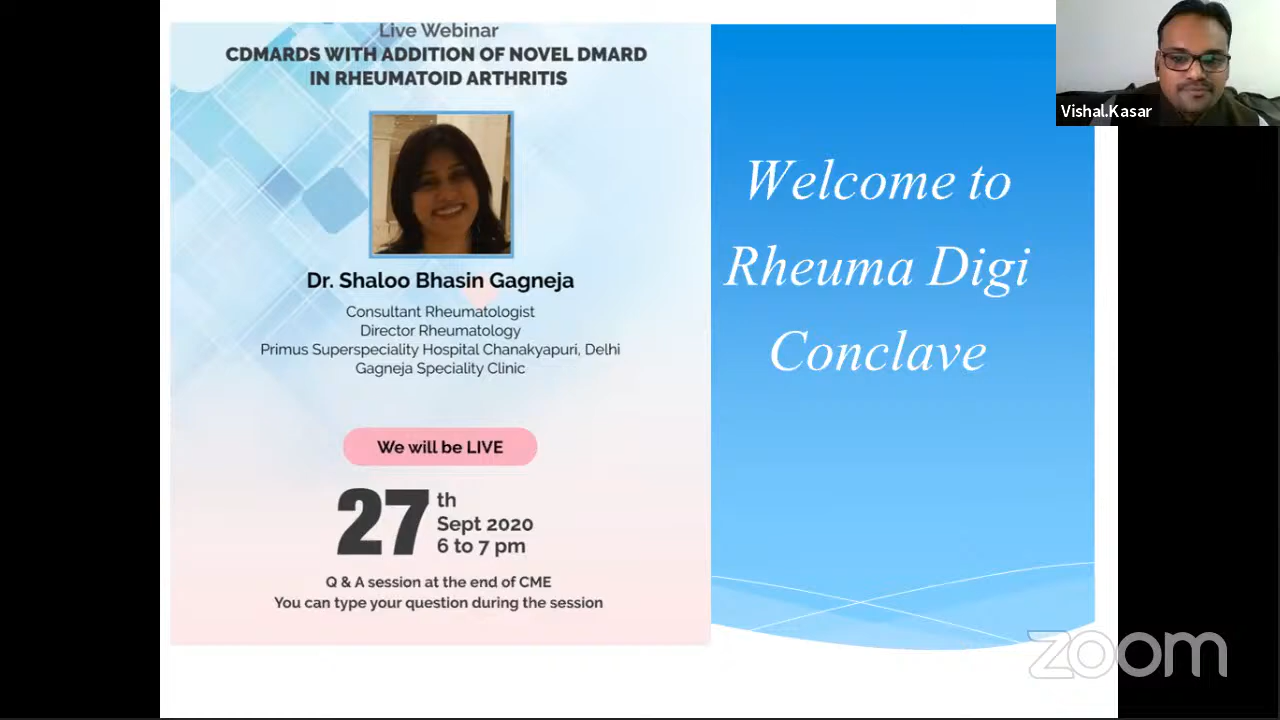 Live Webinar
CDMARDS WITH ADDITION OF NOVEL DMARD
IN RHEUMATOID ARTHRITIS
Dr. Shaloo Bhasin Gagneja
Consultant Rheumatologist
Director Rheumatology
Primus Superspeciality Hospital Chanakyapuri, Delhi
Gagneja Speciality Clinic
We will be LIVE
27th
Sept 2020
6 to 7 pm
Q & A session at the end of CME
You can type your question during the session
Welcome to
Rheuma Digi
Conclave
Vishal.Kasar
zoom